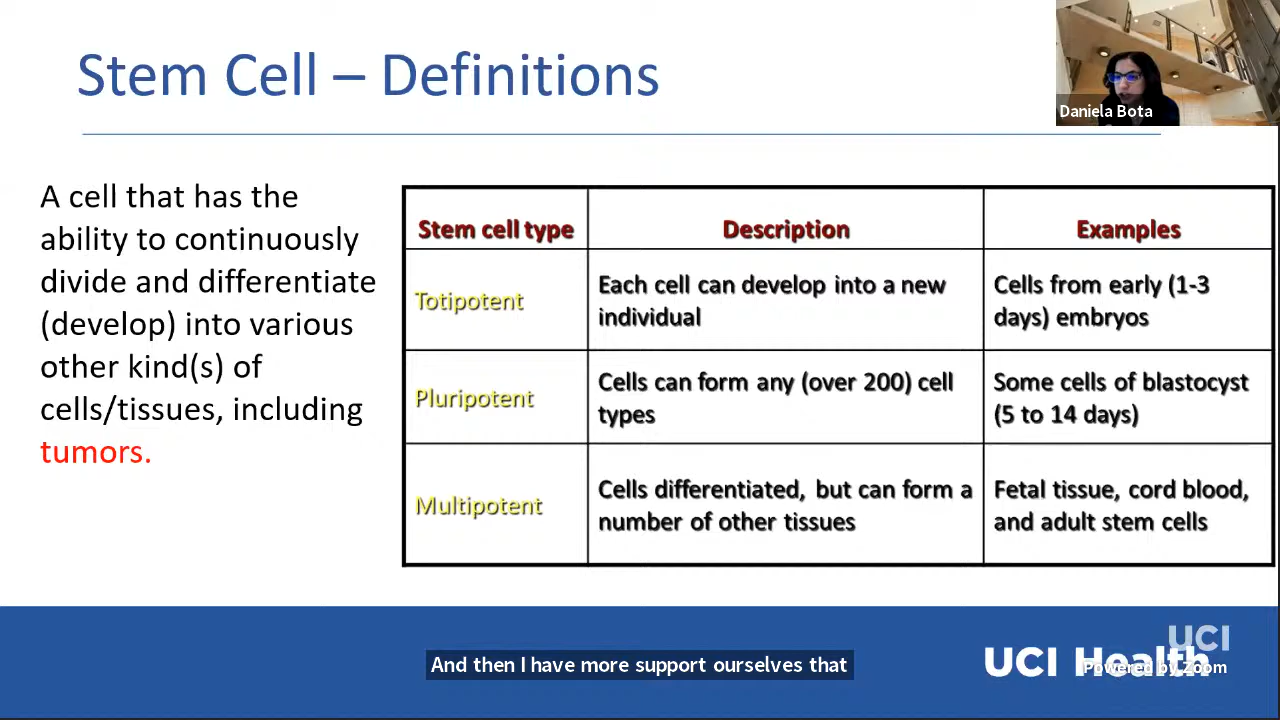 Stem Cell – Definitions
Daniela Bota
A cell that has the
ability to continuously
divide and differentiate
(develop) into various
other kind(s) of
cells/tissues, including
tumors.
Stem cell type
Description
Examples
Totipotent
Each cell can develop into a new
individual
Cells from early (1-3
days) embryos
Pluripotent
Cells can form any (over 200) cell
types
Some cells of blastocyst
(5 to 14 days)
Multipotent
Cells differentiated, but can form a
number of other tissues
Fetal tissue, cord blood,
and adult stem cells
And then I have more support ourselves that
UCI
UCI Health
Powered by Zoom